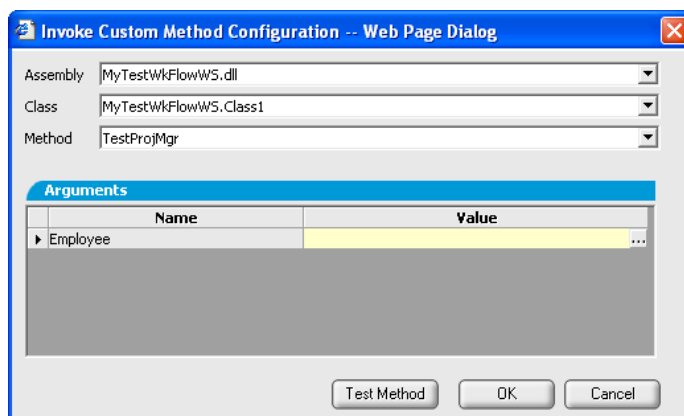 Invoke Custom Method Configuration -- Web Page Dialog
Assembly MyTestWkFlowWS.dll
Class MyTestWkFlowWS.Class1
Method TestProjMgr
Arguments
Name Value
Employee ...
Test Method OK Cancel